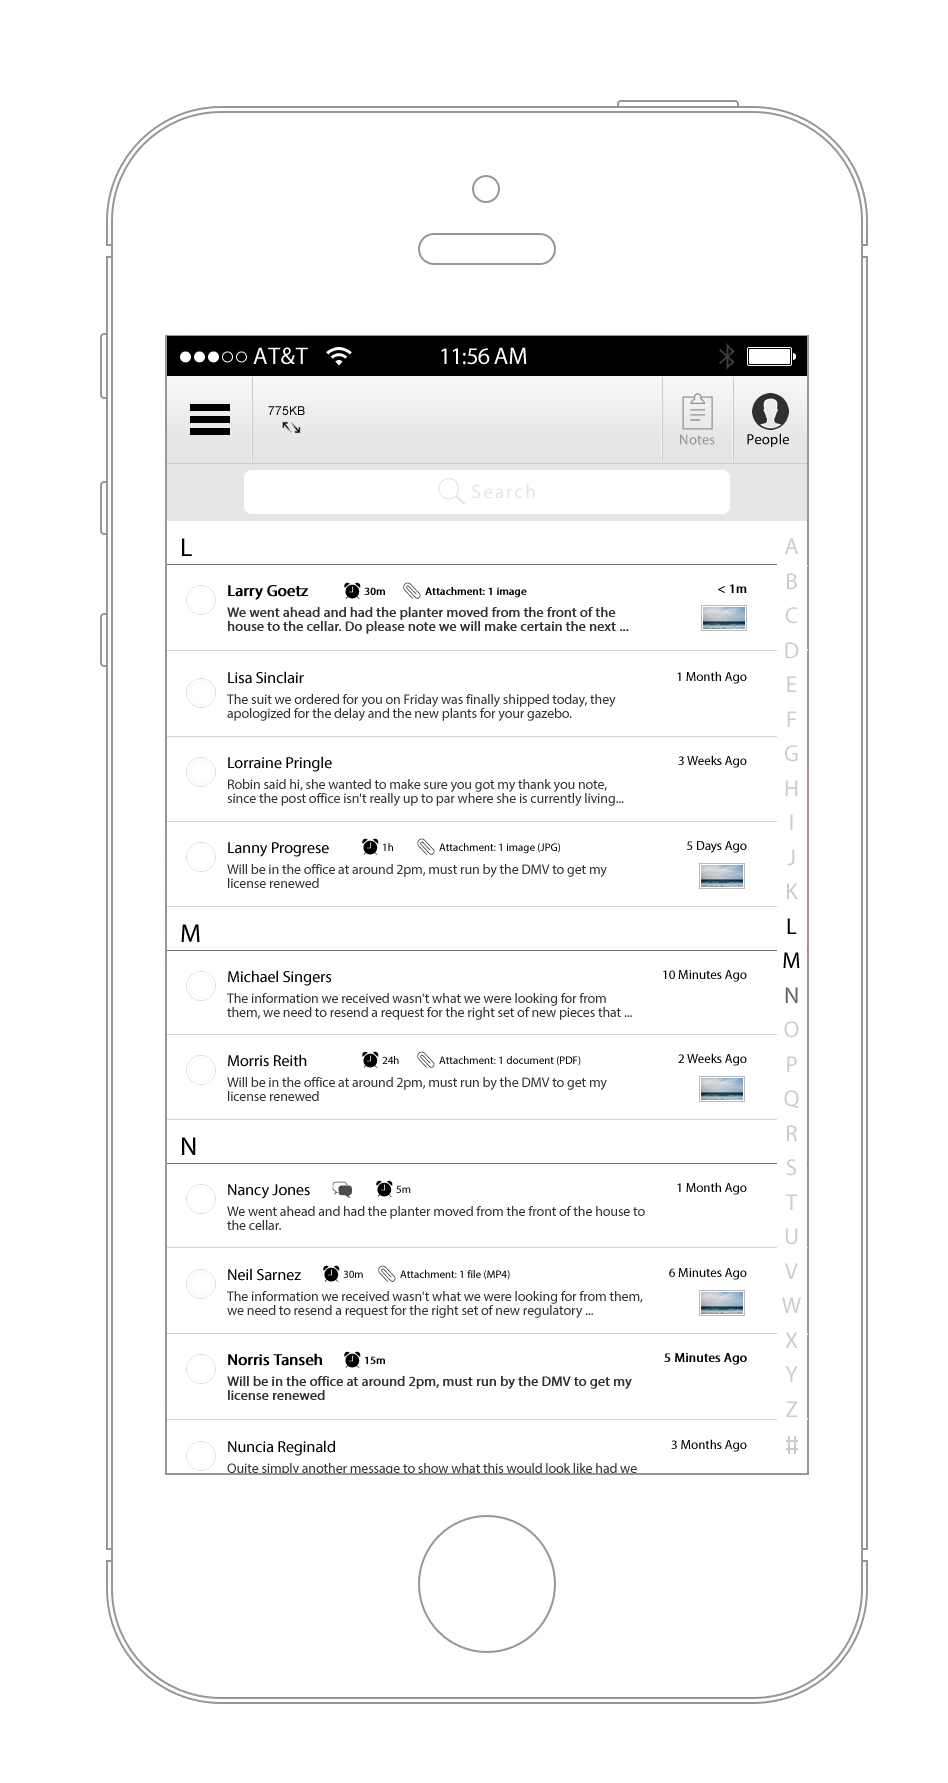 AT&T 11:56 AM
775KB
Notes
People
Search
L
Larry Goetz 30m Attachment: 1 image < 1m
We went ahead and had the planter moved from the front of the
house to the cellar. Do please note we will make certain the next ...
Lisa Sinclair 1 Month Ago
The suit we ordered for you on Friday was finally shipped today, they
apologized for the delay and the new plants for your gazebo.
Lorraine Pringle 3 Weeks Ago
Robin said hi, she wanted to make sure you got my thank you note,
since the post office isn't really up to par where she is currently living...
Lanny Progrese 1h Attachment: 1 image (JPG) 5 Days Ago
Will be in the office at around 2pm, must run by the DMV to get my
license renewed
M
Michael Singers 10 Minutes Ago
The information we received wasn't what we were looking for from
them, we need to resend a request for the right set of new pieces that ...
Morris Reith 24h Attachment: 1 document (PDF) 2 Weeks Ago
Will be in the office at around 2pm, must run by the DMV to get my
license renewed
N
Nancy Jones 5m 1 Month Ago
We went ahead and had the planter moved from the front of the house to
the cellar.
Neil Sarnez 30m Attachment: 1 file (MP4) 6 Minutes Ago
The information we received wasn't what we were looking for from them,
we need to resend a request for the right set of new regulatory ...
Norris Tanseh 15m 5 Minutes Ago
Will be in the office at around 2pm, must run by the DMV to get my
license renewed
Nuncia Reginald 3 Months Ago
Quite simply another message to show what this would look like had we
A
B
C
D
E
F
G
H
I
J
K
L
M
N
O
P
Q
R
S
T
U
V
W
X
Y
Z
#